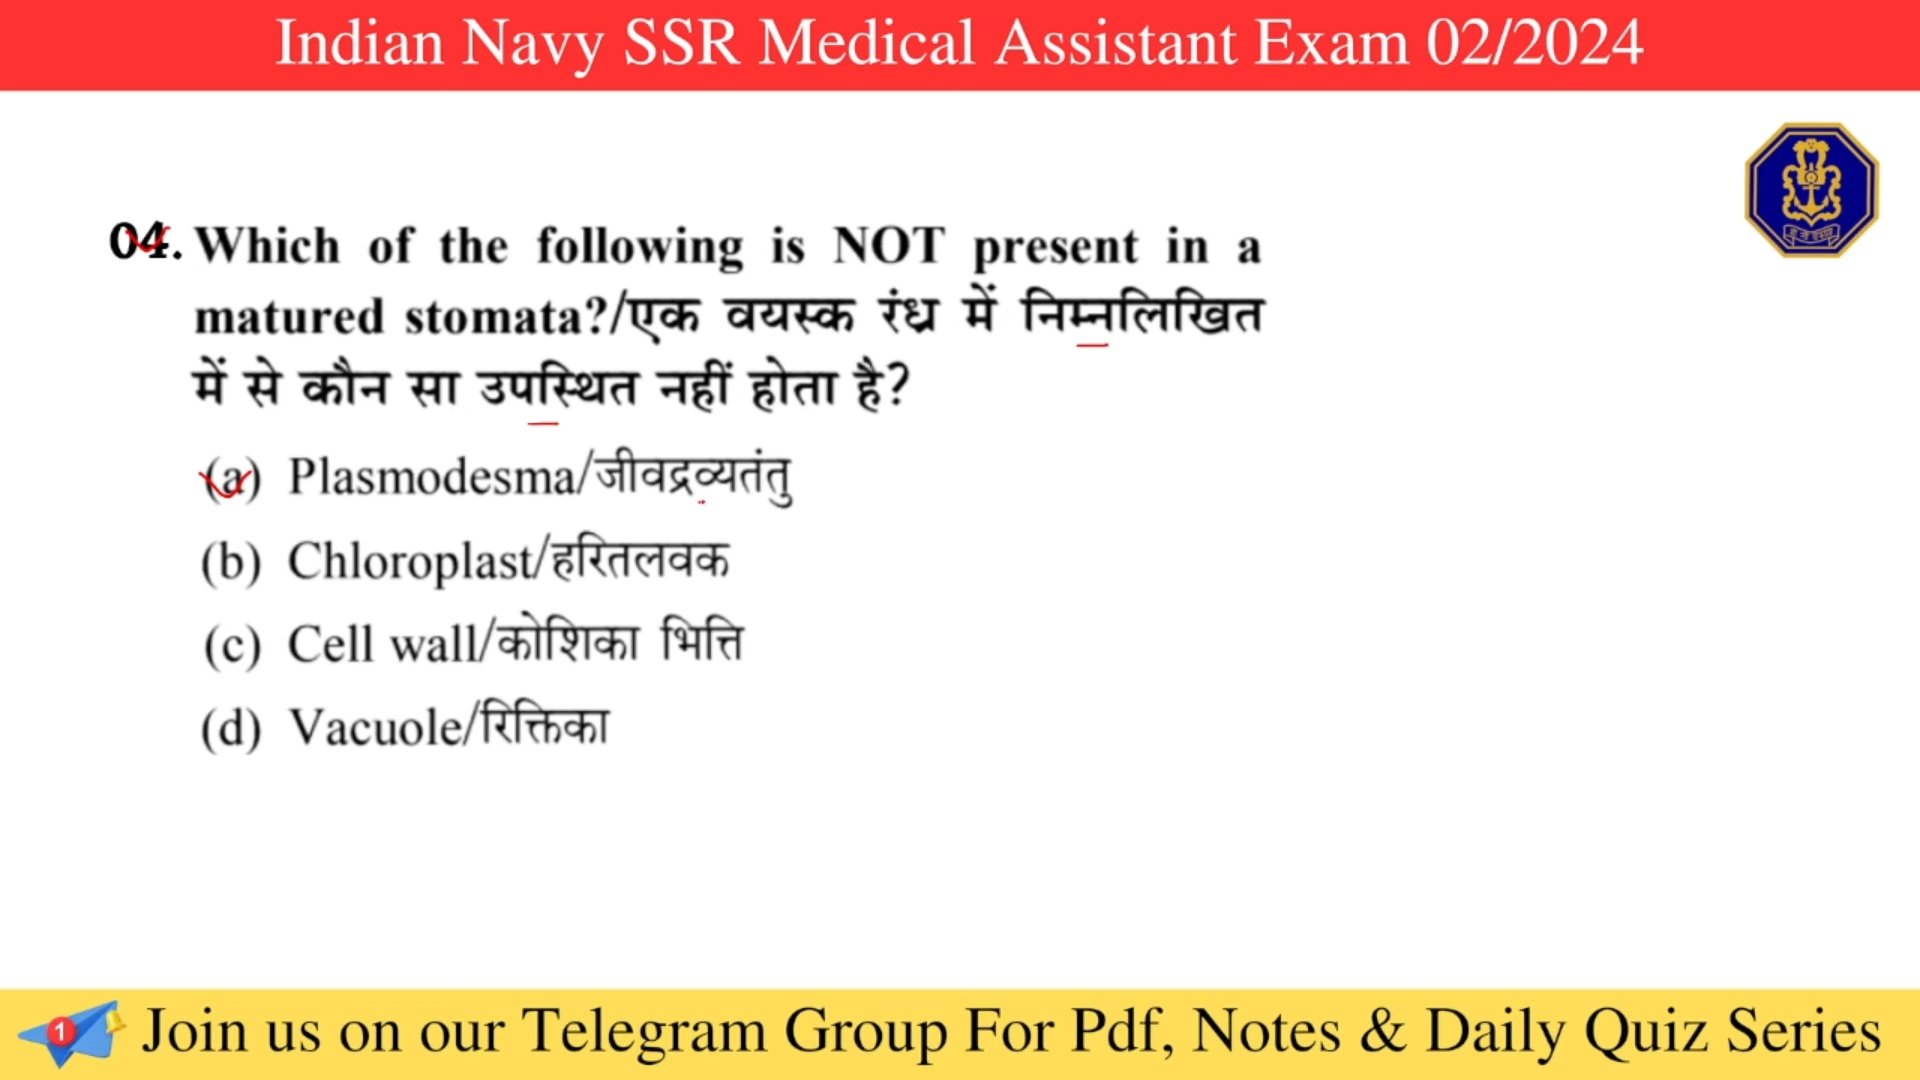 Indian Navy SSR Medical Assistant Exam 02/2024
04. Which of the following is NOT present in a
matured stomata?/एक वयस्क रंध्र में निम्नलिखित
में से कौन सा उपस्थित नहीं होता है?
(a) Plasmodesma/जीवद्रव्यतंतु
(b) Chloroplast/हरितलवक
(c) Cell wall/कोशिका भित्ति
(d) Vacuole/रिक्तिका
1 Join us on our Telegram Group For Pdf, Notes & Daily Quiz Series